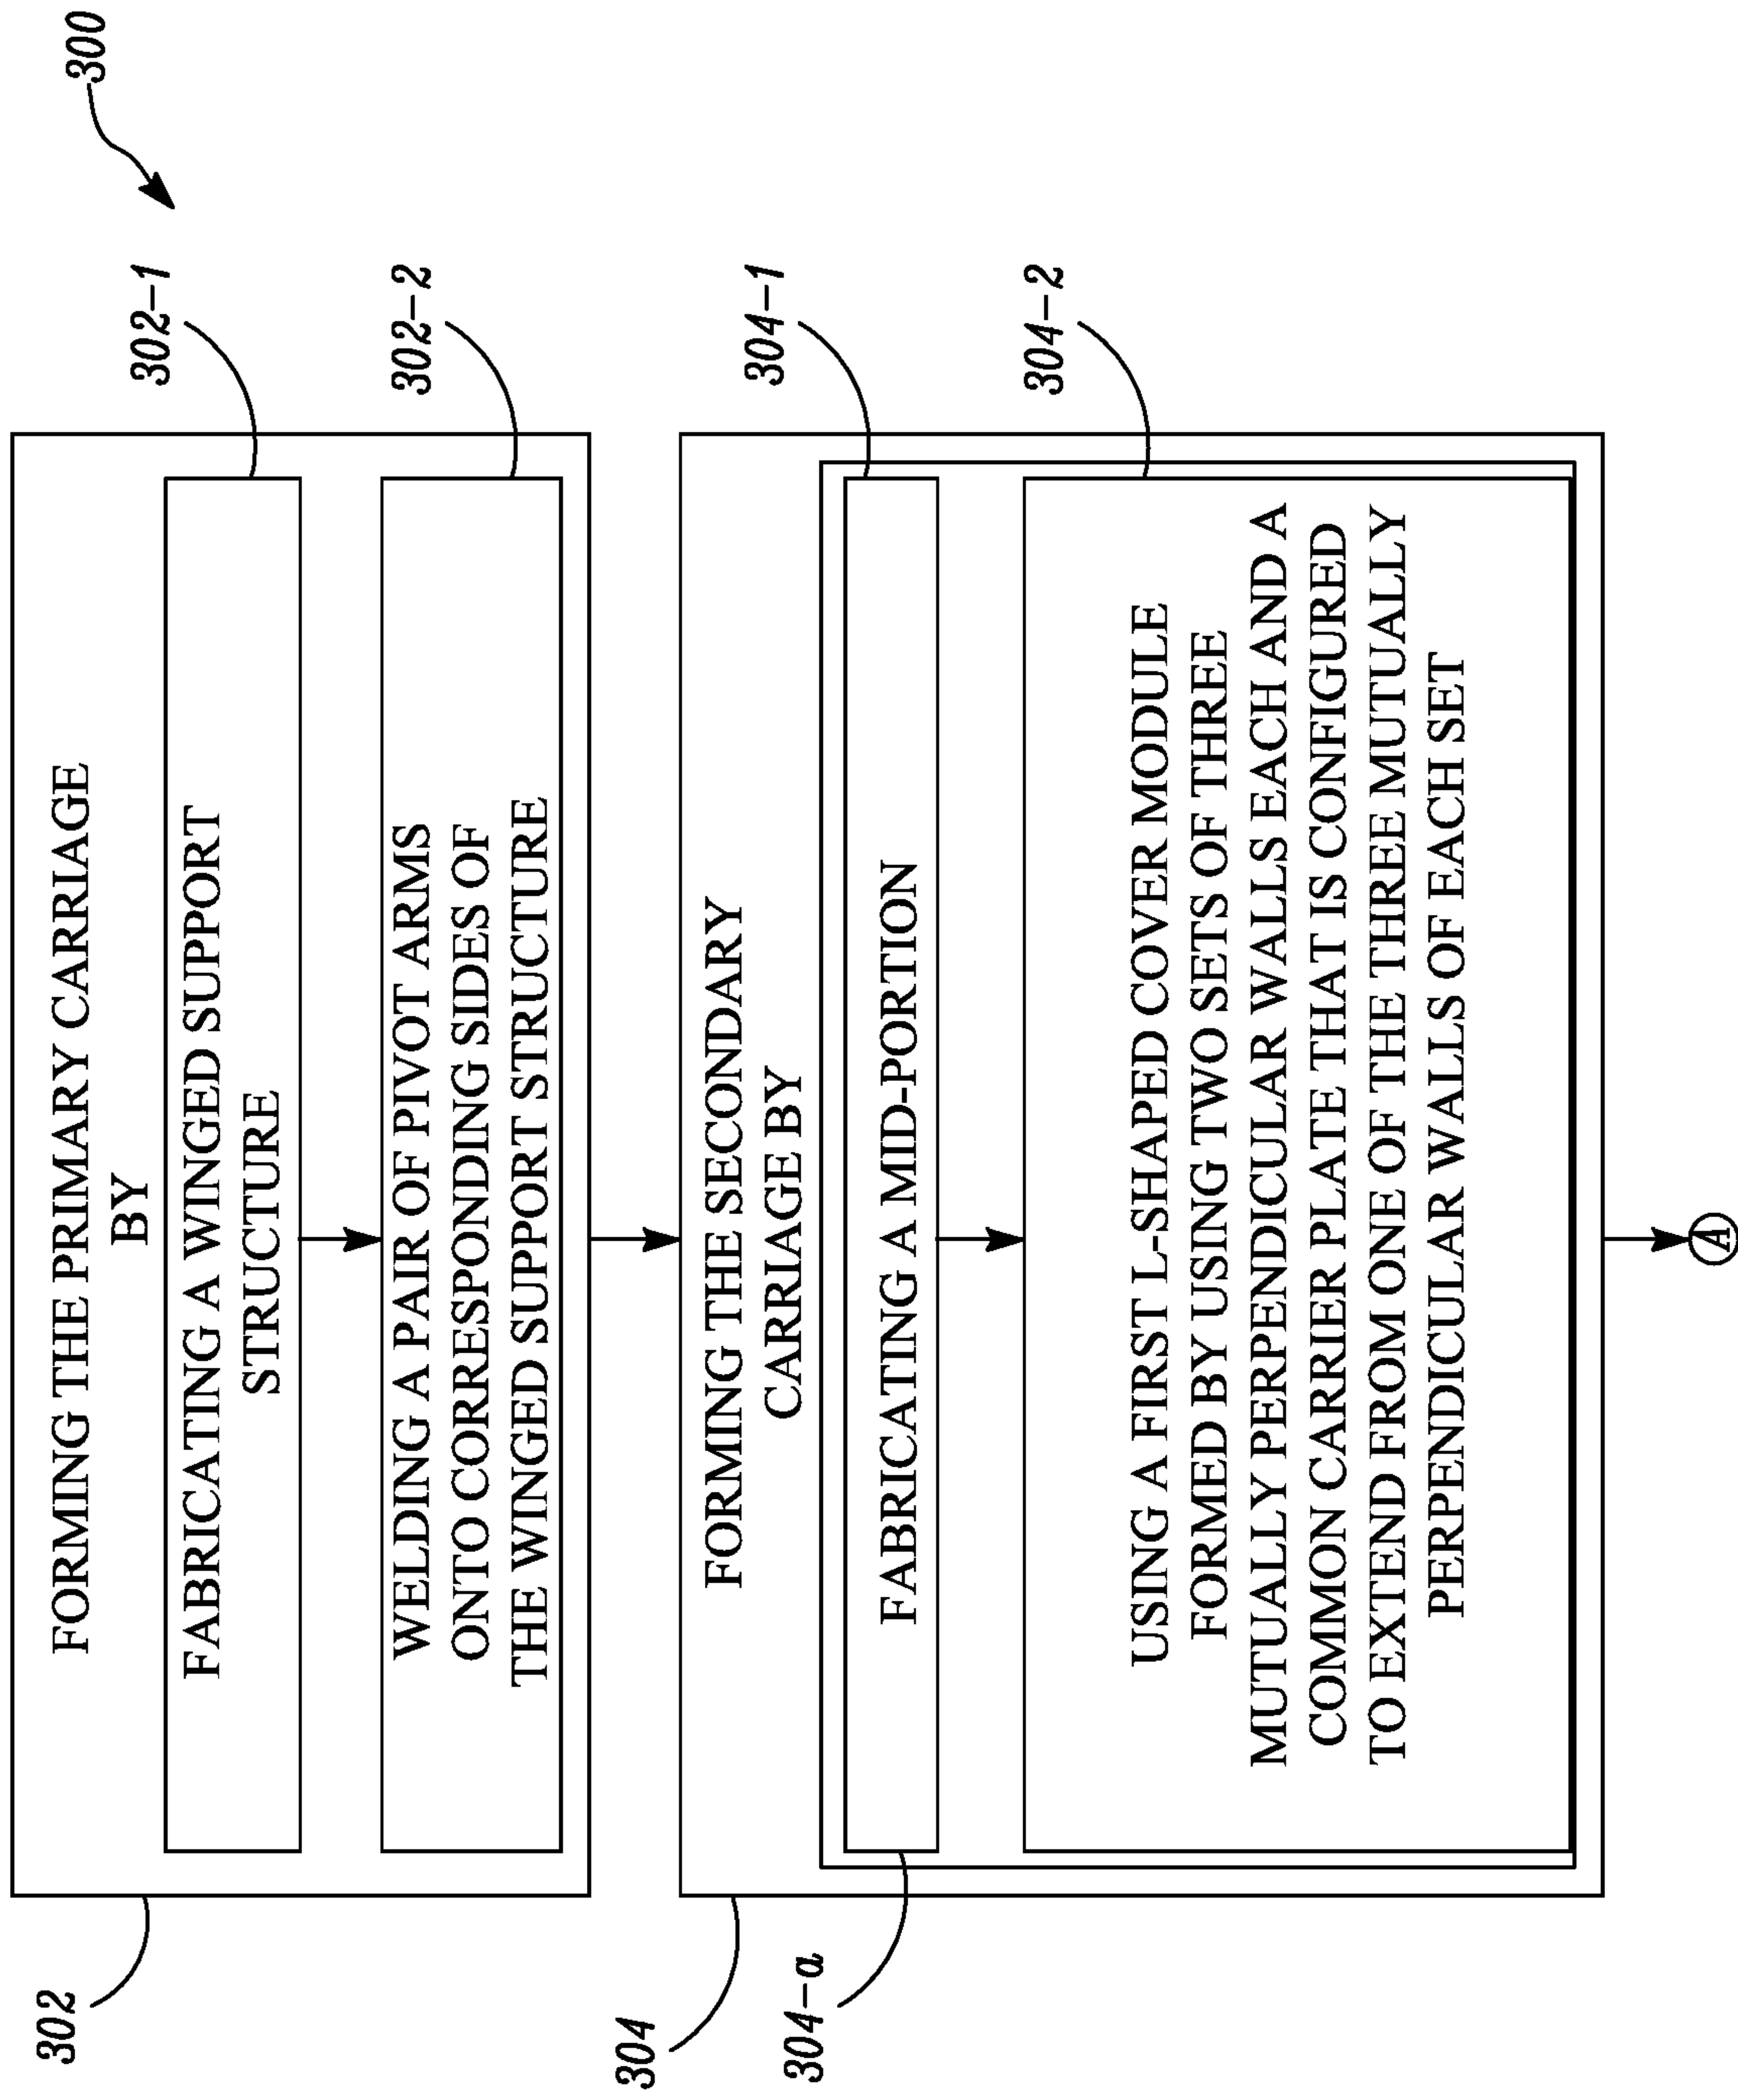 300
302
FORMING THE PRIMARY CARRIAGE
BY
302-1
FABRICATING A WINGED SUPPORT
STRUCTURE
302-2
WELDING A PAIR OF PIVOT ARMS
ONTO CORRESPONDING SIDES OF
THE WINGED SUPPORT STRUCTURE
304
FORMING THE SECONDARY
CARRIAGE BY
304-a
304-1
FABRICATING A MID-PORTION
304-2
USING A FIRST L-SHAPED COVER MODULE
FORMED BY USING TWO SETS OF THREE
MUTUALLY PERPENDICULAR WALLS EACH AND A
COMMON CARRIER PLATE THAT IS CONFIGURED
TO EXTEND FROM ONE OF THE THREE MUTUALLY
PERPENDICULAR WALLS OF EACH SET
A